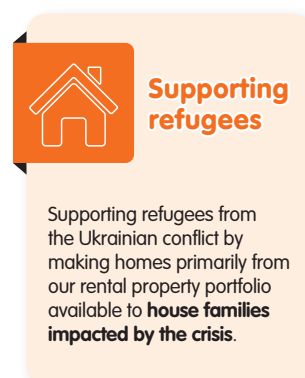 Supporting
refugees
Supporting refugees from
the Ukrainian conflict by
making homes primarily from
our rental property portfolio
available to house families
impacted by the crisis.